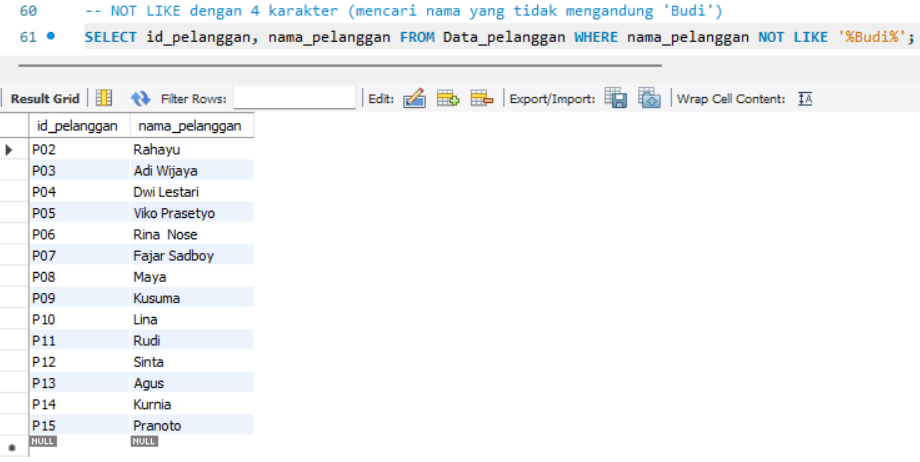 60 -- NOT LIKE dengan 4 karakter (mencari nama yang tidak mengandung 'Budi')
61 SELECT id_pelanggan, nama_pelanggan FROM Data_pelanggan WHERE nama_pelanggan NOT LIKE '%Budi%';
Result Grid Filter Rows: Edit: Export/Import: Wrap Cell Content: IA
id_pelanggan nama_pelanggan
P02 Rahayu
P03 Adi Wijaya
P04 Dwi Lestari
P05 Viko Prasetyo
P06 Rina  Nose
P07 Fajar Sadboy
P08 Maya
P09 Kusuma
P10 Lina
P11 Rudi
P12 Sinta
P13 Agus
P14 Kurnia
P15 Pranoto
NULL NULL